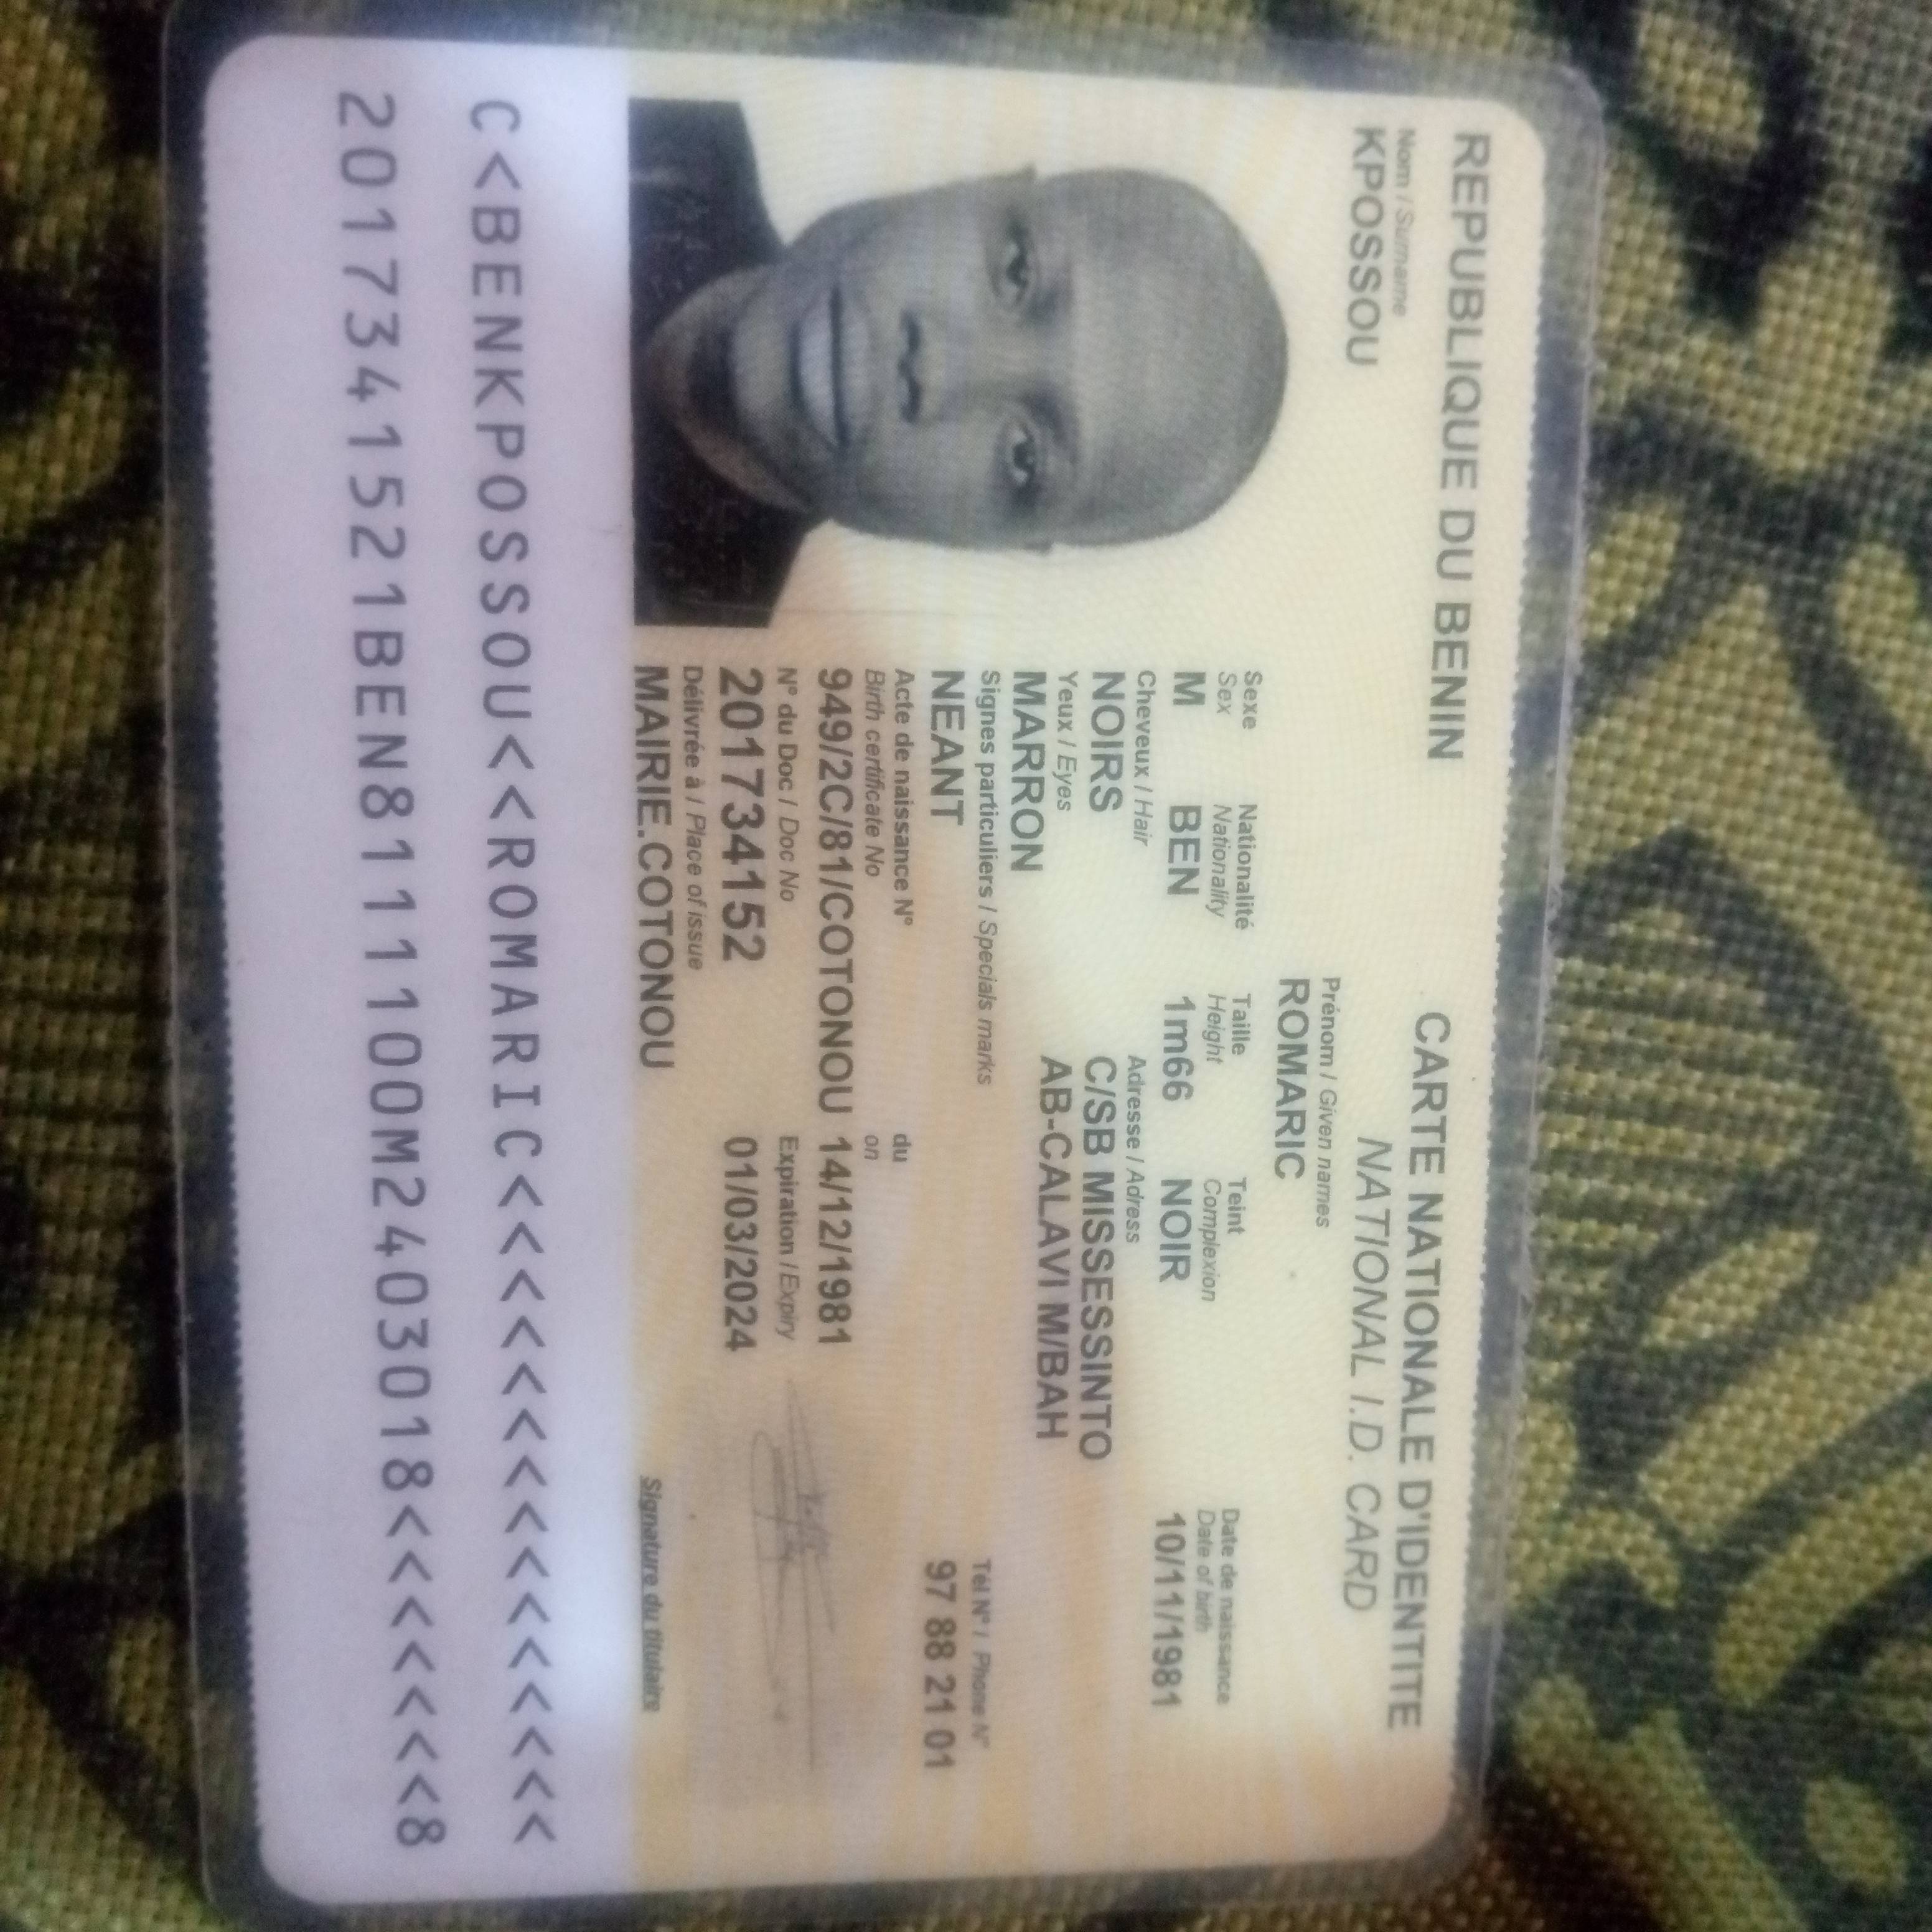 REPUBLIQUE DU BENIN
CARTE NATIONALE D'IDENTITE
NATIONAL I.D. CARD
Nom / Surname
KPOSSOU
Prénom / Given names
ROMARIC
Sexe Nationalité Taille Teint Date de naissance
Sex Nationality Height Complexion Date of birth
M BEN 1m66 NOIR 10/11/1981
Cheveux / Hair Adresse / Adress
NOIRS C/SB MISSESSINTO
Yeux / Eyes AB-CALAVI M/BAH
MARRON
Signes particuliers / Specials marks Tél N° / Phone N°
NEANT 97 88 21 01
Acte de naissance N° du
Birth certificate No on
949/2C/81/COTONOU 14/12/1981
N° du Doc / Doc No Expiration / Expiry
201734152 01/03/2024
Délivrée à / Place of issue
MAIRIE.COTONOU
Signature du titulaire
C<BENKPOSSOU<<ROMARIC<<<<<<<<<<<<<
2017341521BEN8111100M2403018<<<<<<<8